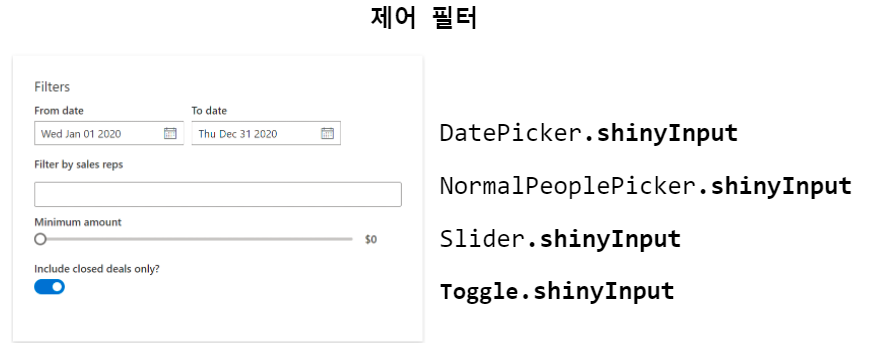 제어 필터
Filters
From date To date
Wed Jan 01 2020 Thu Dec 31 2020
Filter by sales reps
Minimum amount
$0
Include closed deals only?
DatePicker.shinyInput
NormalPeoplePicker.shinyInput
Slider.shinyInput
Toggle.shinyInput